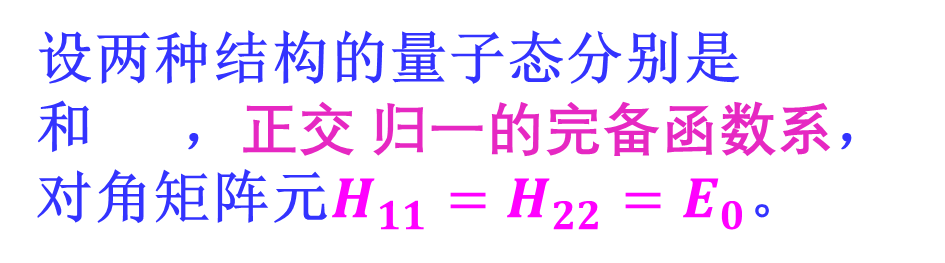 设两种结构的量子态分别是
和 ，正交 归一的完备函数系，
对角矩阵元H₁₁ = H₂₂ = E₀。